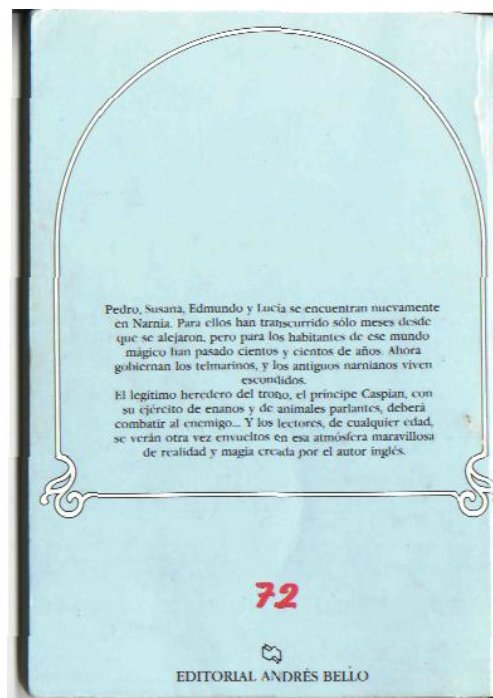 Pedro, Susana, Edmundo y Lucía se encuentran nuevamente
en Narnia. Para ellos han transcurrido sólo meses desde
que se alejaron, pero para los habitantes de ese mundo
mágico han pasado cientos y cientos de años. Ahora
gobiernan los telmarinos, y los antiguos narnianos viven
escondidos.
El legítimo heredero del trono, el príncipe Caspian, con
su ejército de enanos y de animales parlantes, deberá
combatir al enemigo... Y los lectores, de cualquier edad,
se verán otra vez envueltos en esa atmósfera maravillosa
de realidad y magia creada por el autor inglés.
72
EDITORIAL ANDRÉS BELLO